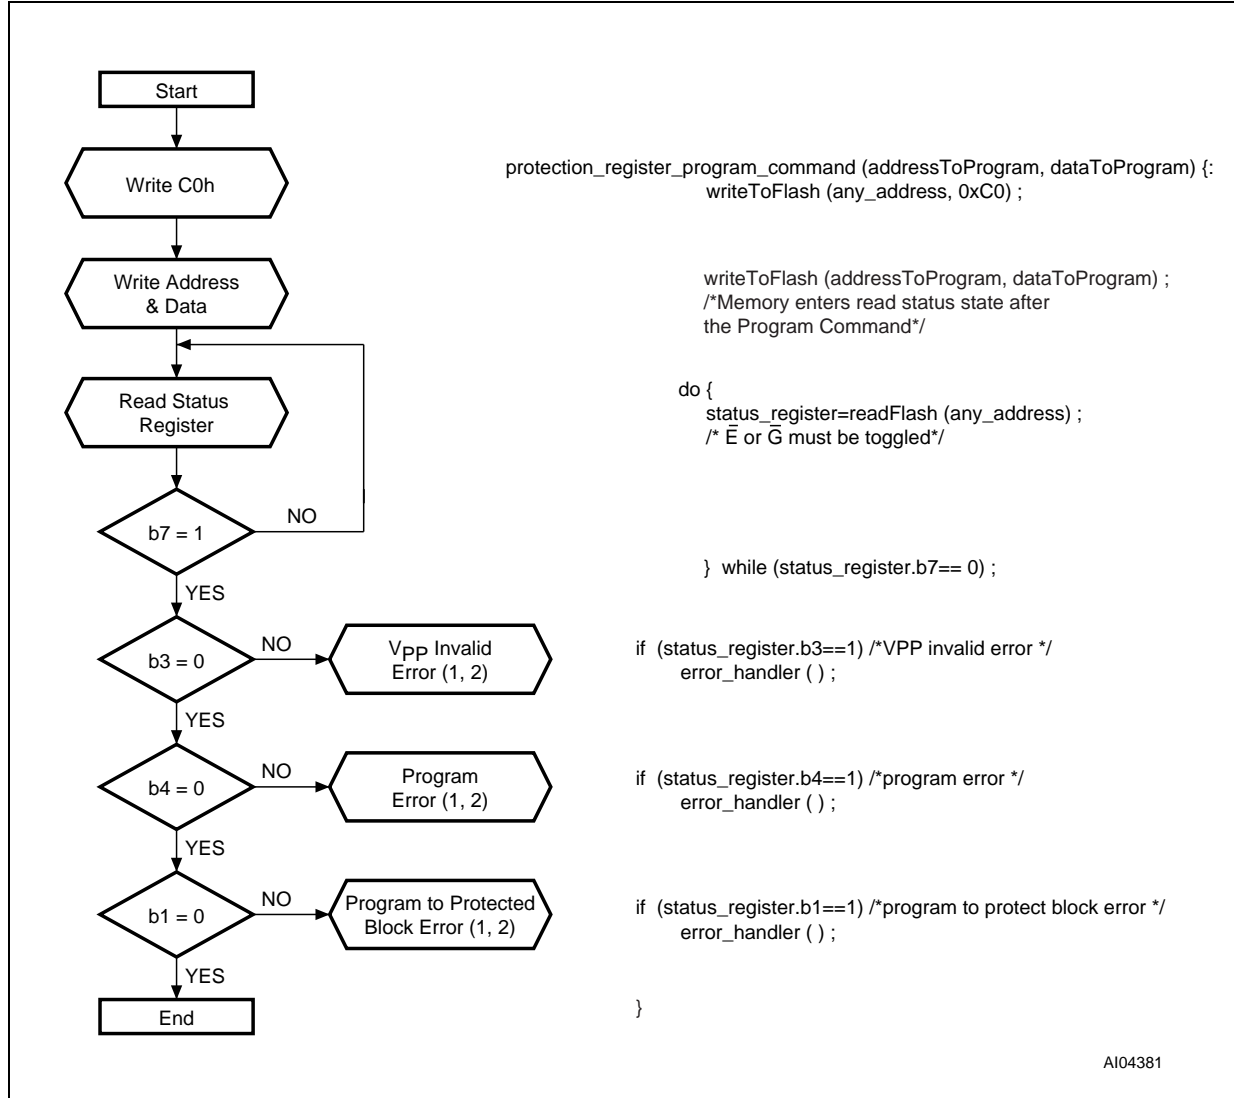 Start
Write C0h
protection_register_program_command (addressToProgram, dataToProgram) {:
writeToFlash (any_address, 0xC0) ;
Write Address
& Data
writeToFlash (addressToProgram, dataToProgram) ;
/*Memory enters read status state after
the Program Command*/
Read Status
Register
do {
status_register=readFlash (any_address) ;
/* E̅ or G̅ must be toggled*/
b7 = 1
NO
YES
} while (status_register.b7== 0) ;
b3 = 0
NO
YES
VPP Invalid
Error (1, 2)
if (status_register.b3==1) /*VPP invalid error */
error_handler ( ) ;
b4 = 0
NO
YES
Program
Error (1, 2)
if (status_register.b4==1) /*program error */
error_handler ( ) ;
b1 = 0
NO
YES
Program to Protected
Block Error (1, 2)
if (status_register.b1==1) /*program to protect block error */
error_handler ( ) ;
End
}
AI04381